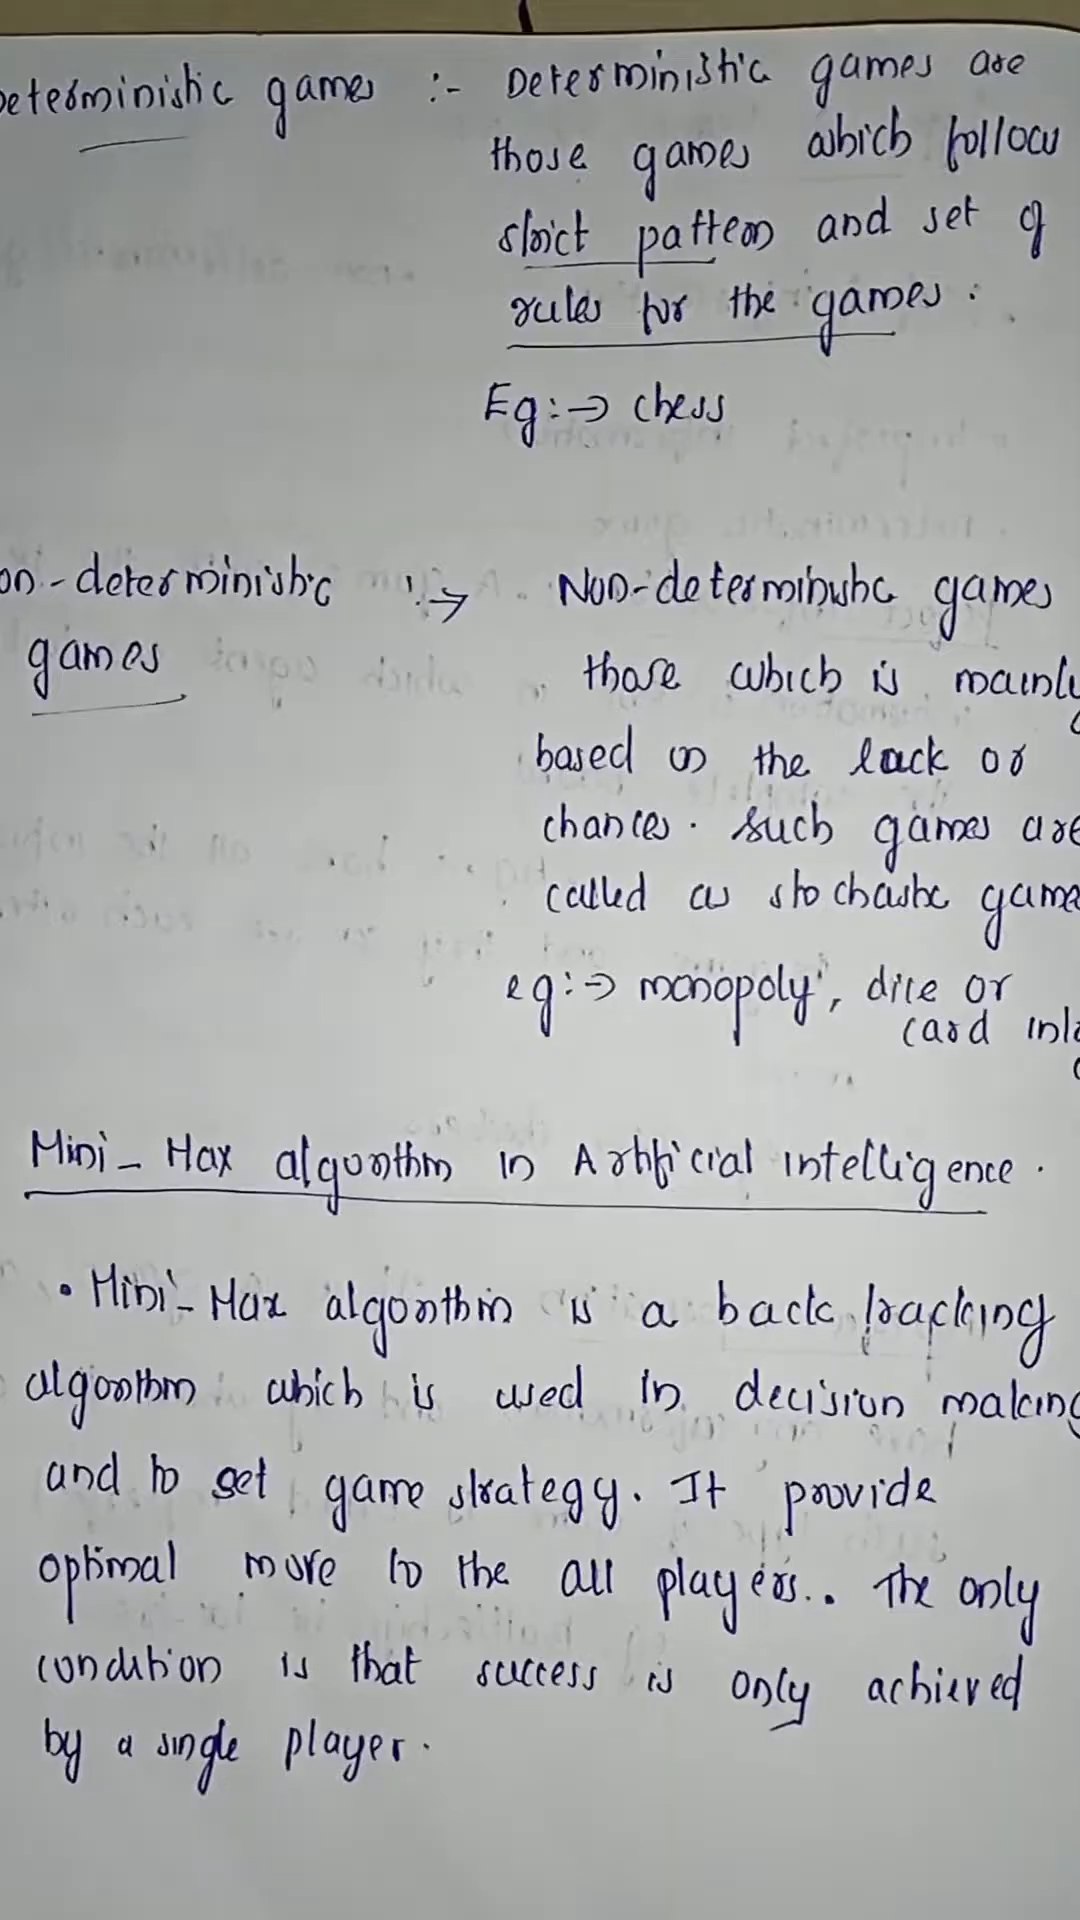 Deterministic games :- Deterministic games are
those games which follow
strict pattern and set of
rules for the games.
Eg:→ chess
on-deterministic :→ Non-deterministic games
games those which is mainly
based on the lack or
chances. such games are
called as stochastic game
eg:→ monopoly, dice or
card
Mini-Max algorithm in Artificial intelligence.
• Mini-Max algorithm is a back tracking
algorithm which is used in decision making
and to set game strategy. It provide
optimal move to the all players.. The only
condition is that success is only achieved
by a single player.